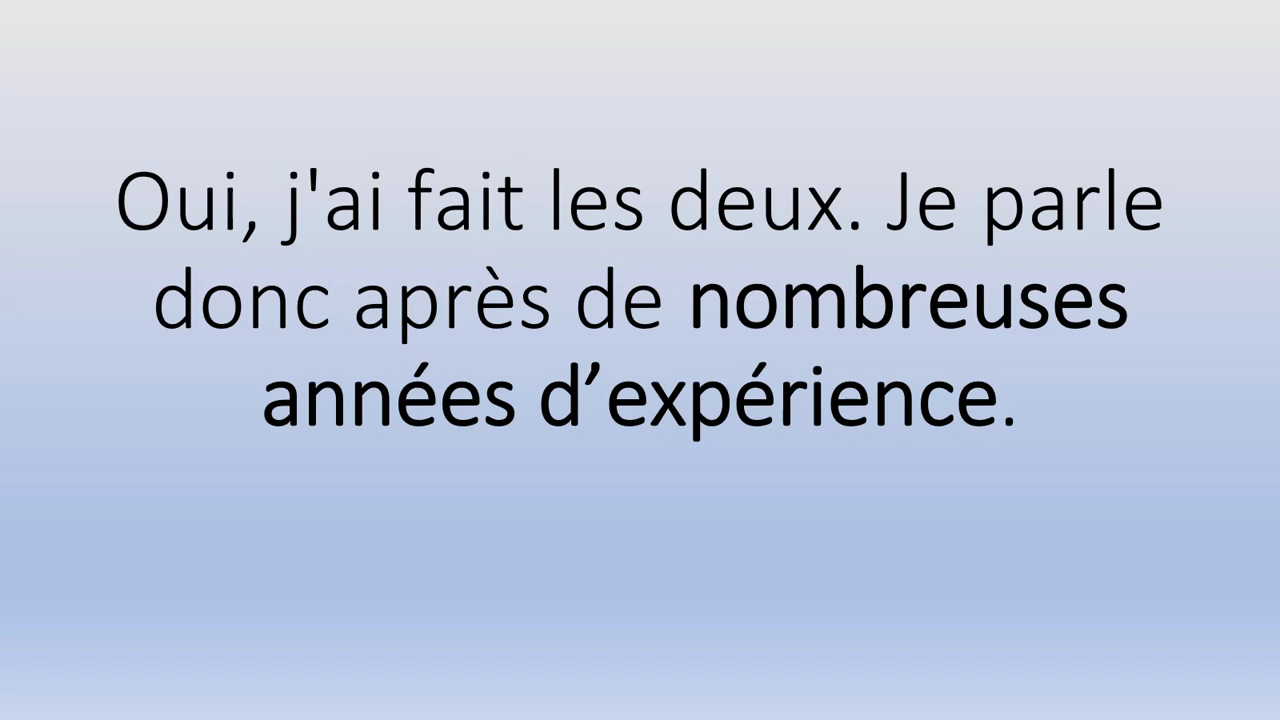 Oui, j'ai fait les deux. Je parle
donc après de nombreuses
années d’expérience.